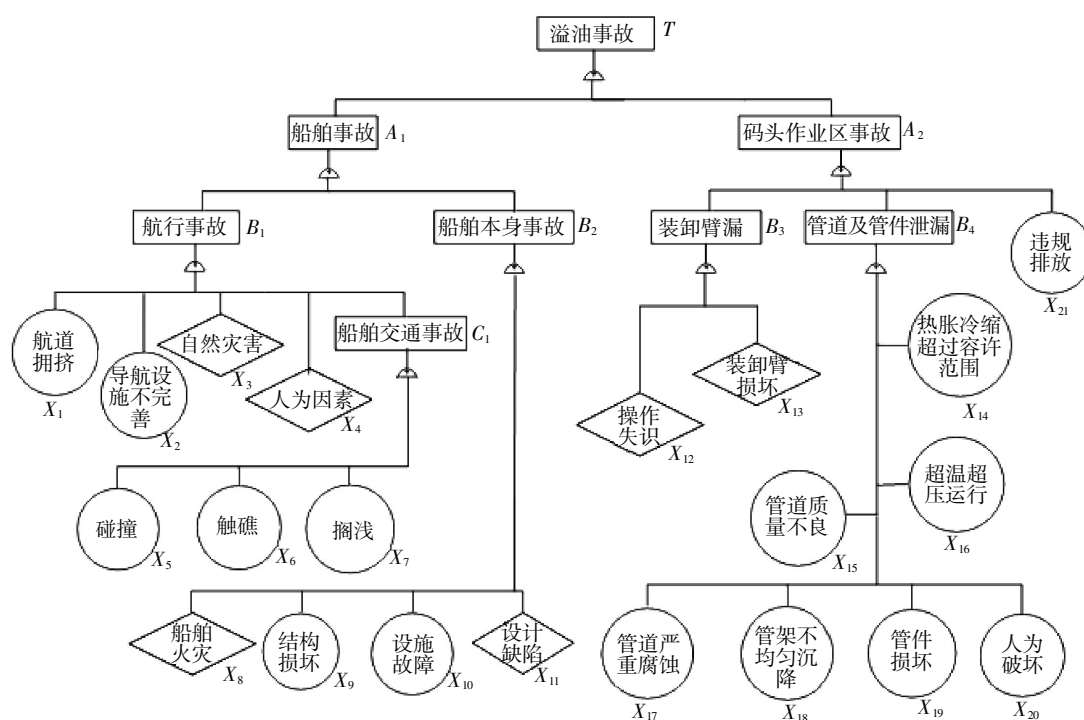 溢油事故 T
船舶事故 A1
码头作业区事故 A2
航行事故 B1
船舶本身事故 B2
装卸臂漏 B3
管道及管件泄漏 B4
违规
排放
X21
航道
拥挤
X1
导航设
施不完
善
X2
自然灾害
X3
人为因素
X4
船舶交通事故 C1
操作
失识
X12
装卸臂
损坏
X13
热胀冷缩
超过容许
范围
X14
管道质
量不良
X15
超温超
压运行
X16
碰撞
X5
触礁
X6
搁浅
X7
船舶
火灾
X8
结构
损坏
X9
设施
故障
X10
设计
缺陷
X11
管道严
重腐蚀
X17
管架不
均匀沉
降
X18
管件
损坏
X19
人为
破坏
X20